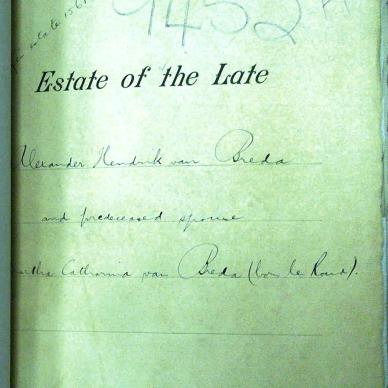 9452
Estate of the Late
Alexander Hendrik van Breda
and predeceased spouse
Catharina van Breda (born le Roux).